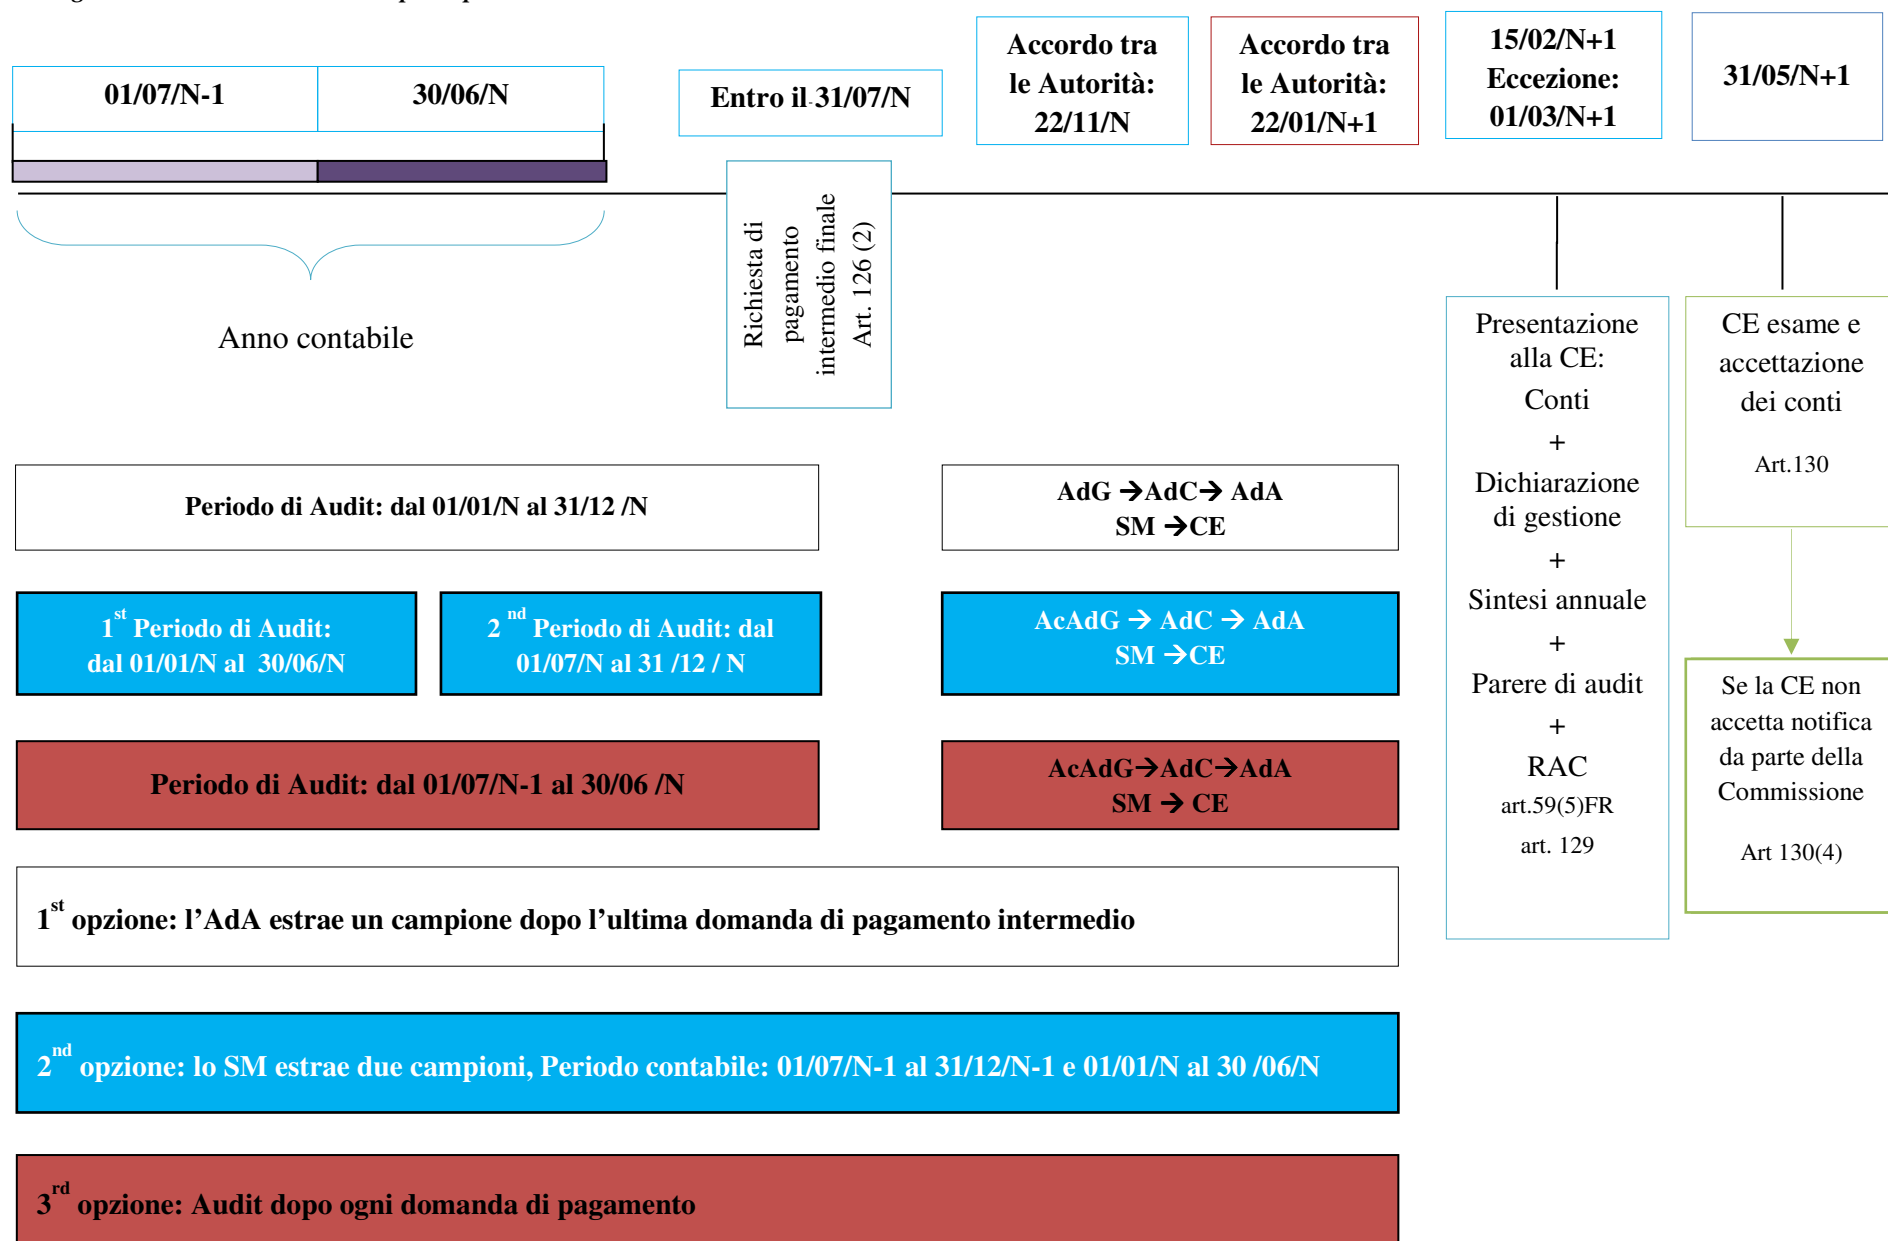 01/07/N-1
30/06/N
Entro il 31/07/N
Accordo tra
le Autorità:
22/11/N
Accordo tra
le Autorità:
22/01/N+1
15/02/N+1
Eccezione:
01/03/N+1
31/05/N+1
Richiesta di
pagamento
intermedio finale
Art. 126 (2)
Anno contabile
Presentazione
alla CE:
Conti
+
Dichiarazione
di gestione
+
Sintesi annuale
+
Parere di audit
+
RAC
art.59(5)FR
art. 129
CE esame e
accettazione
dei conti
Art.130
Se la CE non
accetta notifica
da parte della
Commissione
Art 130(4)
Periodo di Audit: dal 01/01/N al 31/12 /N
AdG →AdC→ AdA
SM →CE
1st Periodo di Audit:
dal 01/01/N al 30/06/N
2 nd Periodo di Audit: dal
01/07/N al 31 /12 / N
AcAdG → AdC → AdA
SM →CE
Periodo di Audit: dal 01/07/N-1 al 30/06 /N
AcAdG→AdC→AdA
SM → CE
1st opzione: l’AdA estrae un campione dopo l’ultima domanda di pagamento intermedio
2nd opzione: lo SM estrae due campioni, Periodo contabile: 01/07/N-1 al 31/12/N-1 e 01/01/N al 30 /06/N
3rd opzione: Audit dopo ogni domanda di pagamento